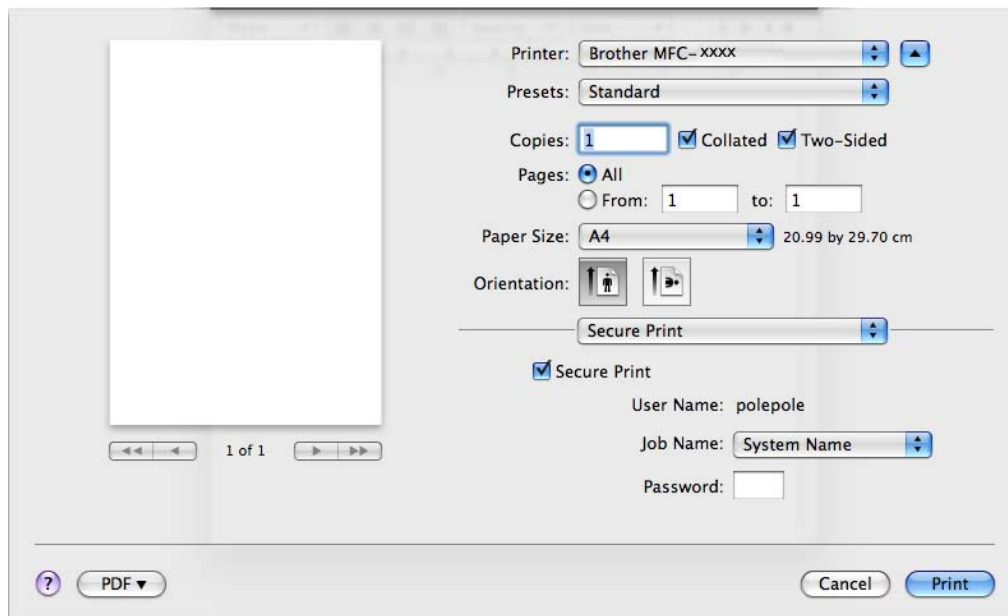 Printer: Brother MFC-xxxx
Presets: Standard
Copies: 1 Collated Two-Sided
Pages: All
From: 1 to: 1
Paper Size: A4 20.99 by 29.70 cm
Orientation:
Secure Print
Secure Print
User Name: polepole
Job Name: System Name
Password:
1 of 1
? PDF Cancel Print